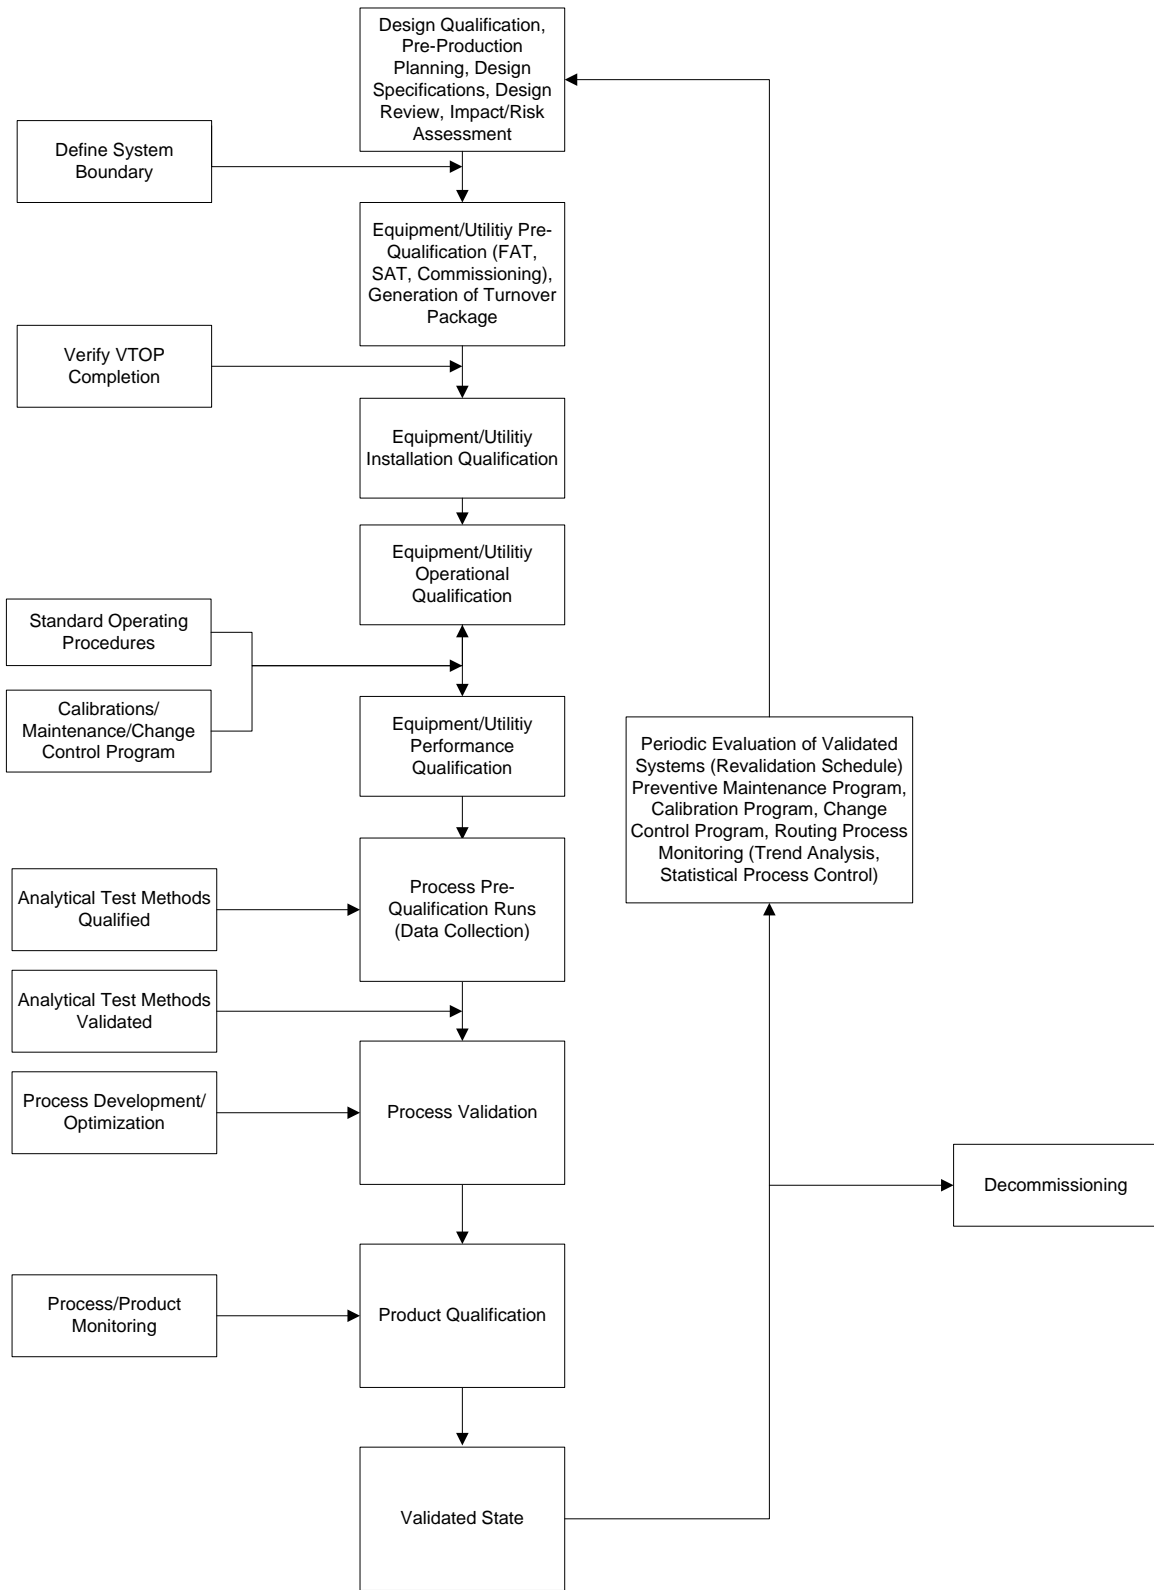 Design Qualification,
Pre-Production
Planning, Design
Specifications, Design
Review, Impact/Risk
Assessment
Define System
Boundary
Equipment/Utilitiy Pre-
Qualification (FAT,
SAT, Commissioning),
Generation of Turnover
Package
Verify VTOP
Completion
Equipment/Utilitiy
Installation Qualification
Equipment/Utilitiy
Operational
Qualification
Standard Operating
Procedures
Calibrations/
Maintenance/Change
Control Program
Equipment/Utilitiy
Performance
Qualification
Periodic Evaluation of Validated
Systems (Revalidation Schedule)
Preventive Maintenance Program,
Calibration Program, Change
Control Program, Routing Process
Monitoring (Trend Analysis,
Statistical Process Control)
Analytical Test Methods
Qualified
Process Pre-
Qualification Runs
(Data Collection)
Analytical Test Methods
Validated
Process Development/
Optimization
Process Validation
Decommissioning
Process/Product
Monitoring
Product Qualification
Validated State